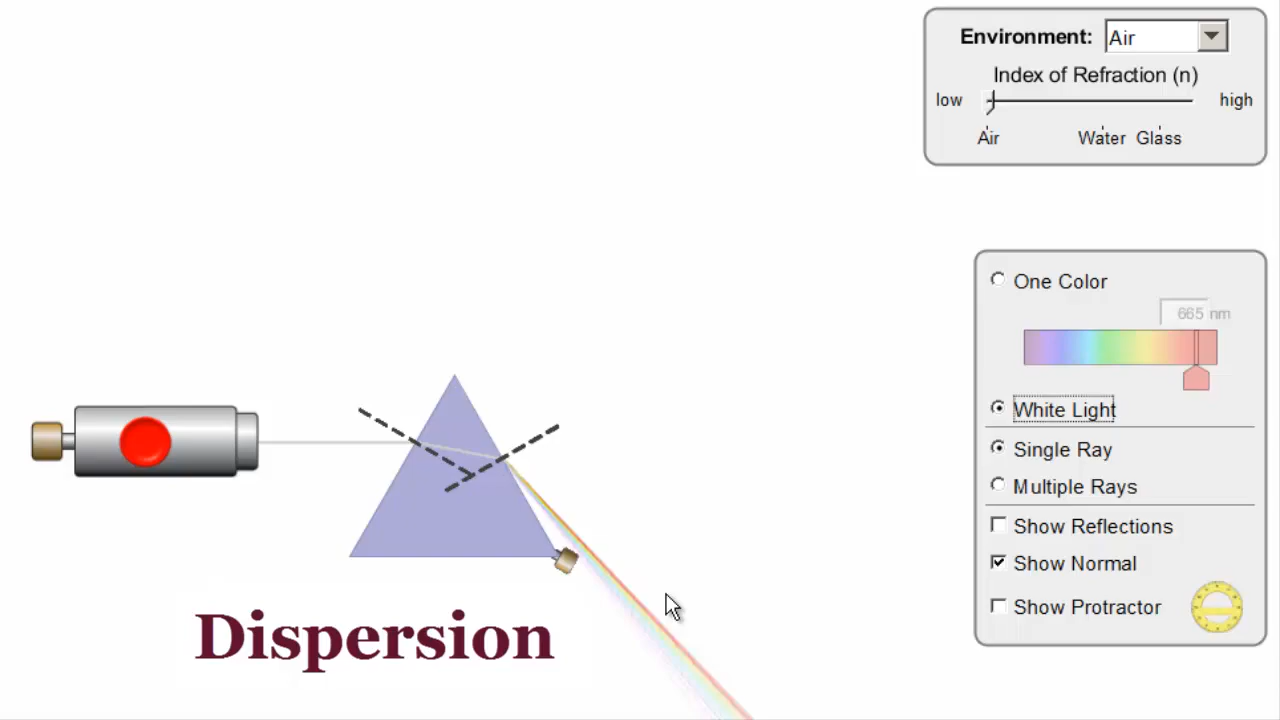 Environment: Air
Index of Refraction (n)
low high
Air Water Glass
One Color
665 nm
White Light
Single Ray
Multiple Rays
Show Reflections
Show Normal
Show Protractor
Dispersion